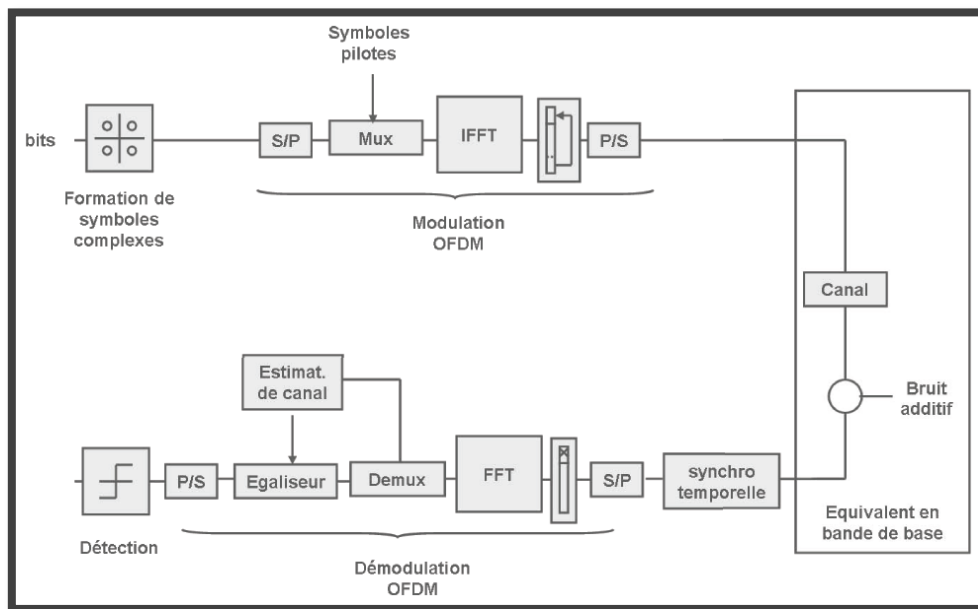 Symboles
pilotes
bits
S/P
Mux
IFFT
P/S
Formation de
symboles
complexes
Modulation
OFDM
Canal
Bruit
additif
Estimat.
de canal
P/S
Egaliseur
Demux
FFT
S/P
synchro
temporelle
Equivalent en
bande de base
Détection
Démodulation
OFDM